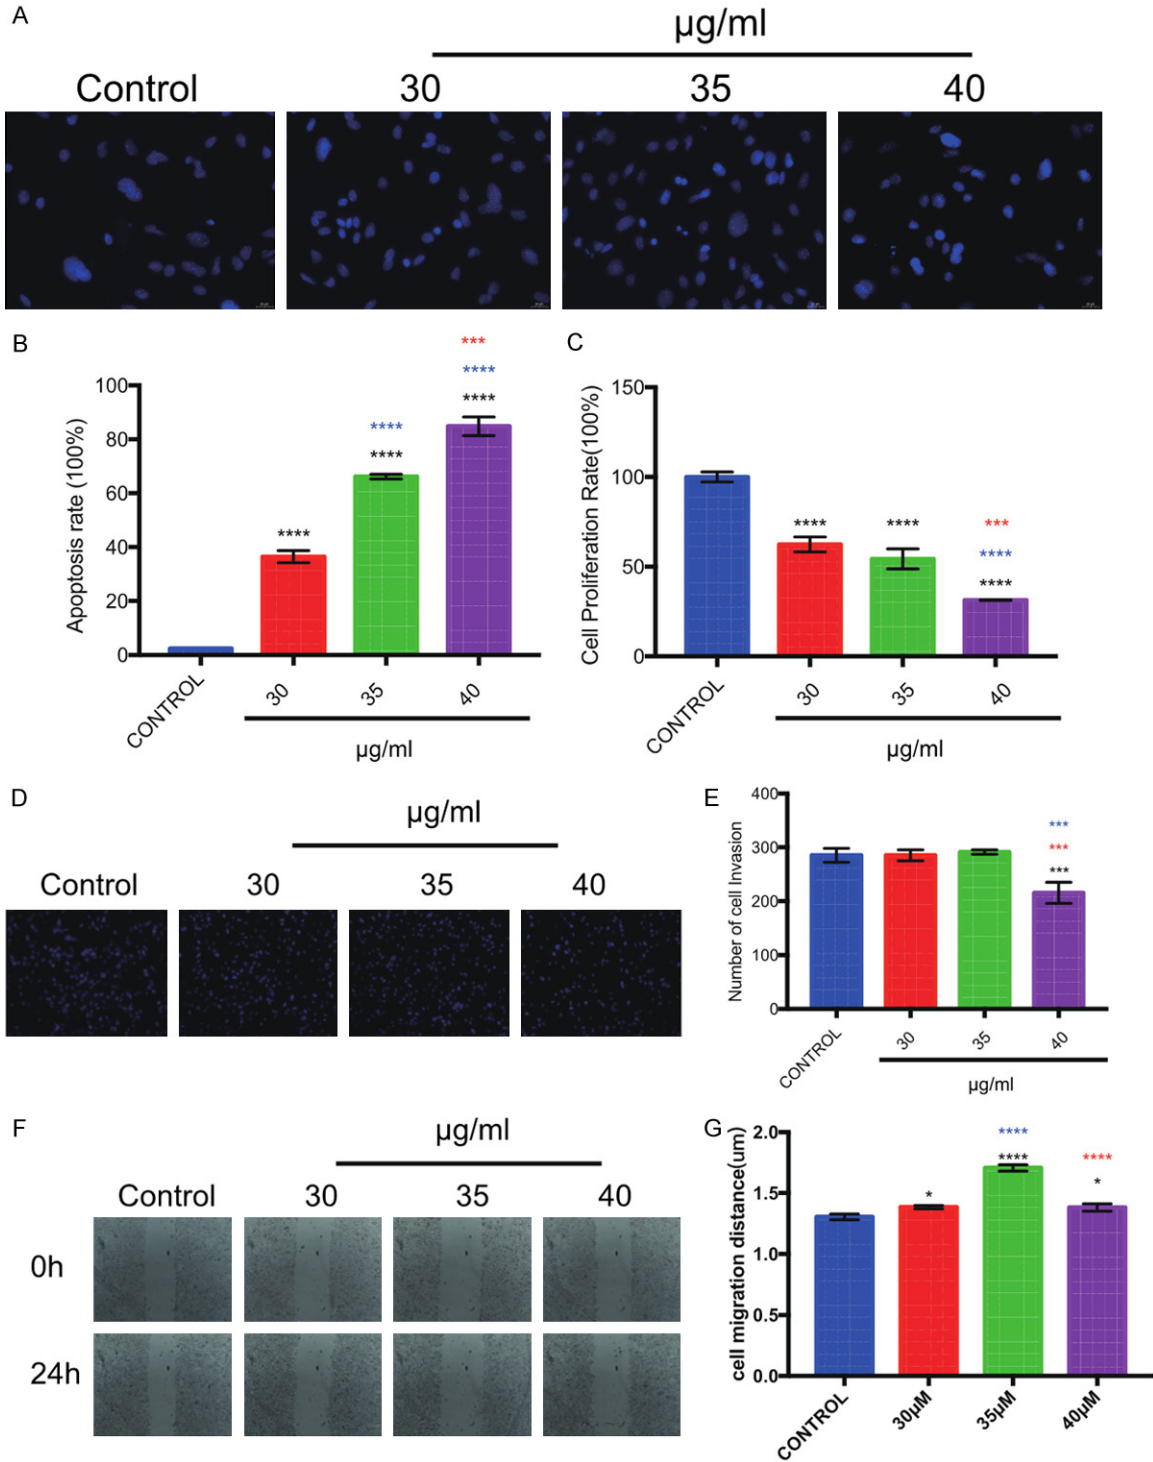 A
µg/ml
Control 30 35 40
B
Apoptosis rate (100%)
100
80
60
40
20
0
****
****
****
***
****
****
CONTROL 30 35 40
µg/ml
C
Cell Proliferation Rate(100%)
150
100
50
0
****
****
***
****
****
CONTROL 30 35 40
µg/ml
D
µg/ml
Control 30 35 40
E
Number of cell Invasion
400
300
200
100
0
***
***
***
CONTROL 30 35 40
µg/ml
F
µg/ml
Control 30 35 40
0h
24h
G
cell migration distance(um)
2.0
1.5
1.0
0.5
0.0
*
****
****
****
*
CONTROL 30µM 35µM 40µM